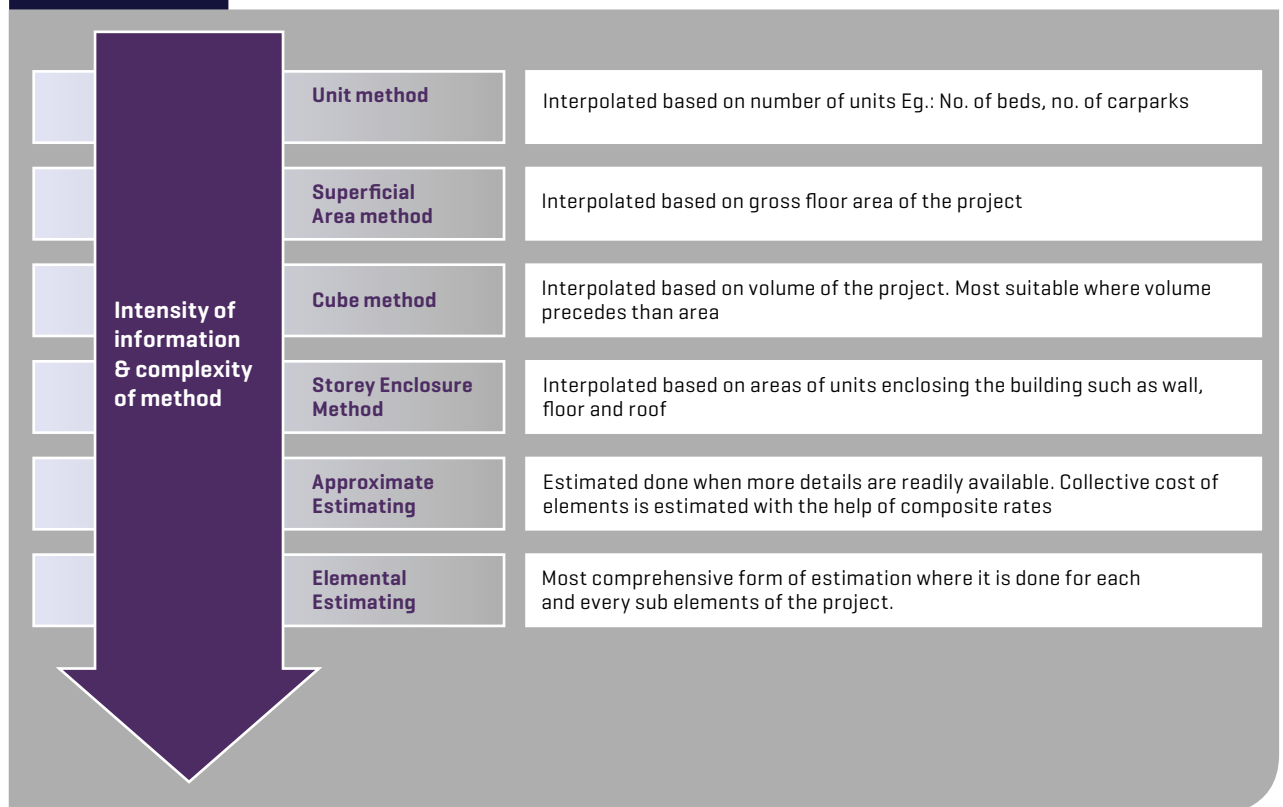 Unit method
Interpolated based on number of units Eg.: No. of beds, no. of carparks
Superficial
Area method
Interpolated based on gross floor area of the project
Intensity of
information
& complexity
of method
Cube method
Interpolated based on volume of the project. Most suitable where volume
precedes than area
Storey Enclosure
Method
Interpolated based on areas of units enclosing the building such as wall,
floor and roof
Approximate
Estimating
Estimated done when more details are readily available. Collective cost of
elements is estimated with the help of composite rates
Elemental
Estimating
Most comprehensive form of estimation where it is done for each
and every sub elements of the project.